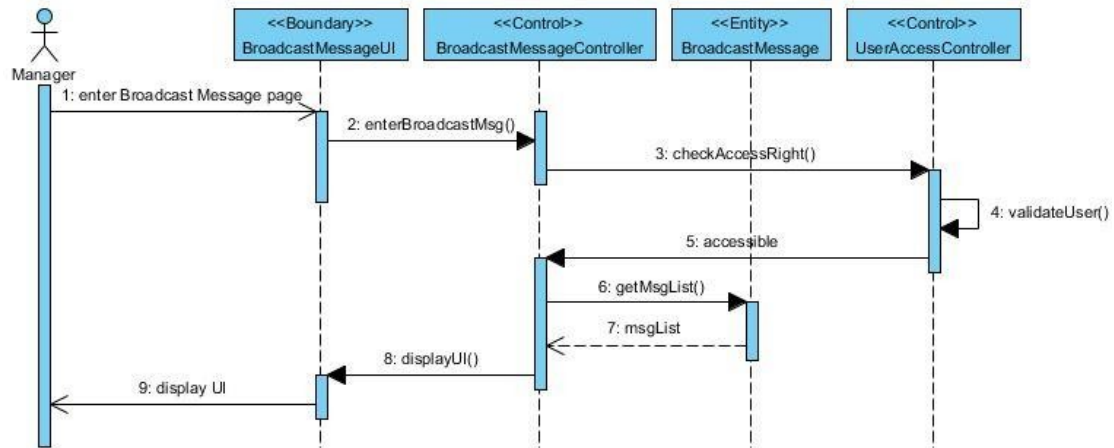 <<Boundary>>
BroadcastMessageUI
<<Control>>
BroadcastMessageController
<<Entity>>
BroadcastMessage
<<Control>>
UserAccessController
Manager
1: enter Broadcast Message page
2: enterBroadcastMsg()
3: checkAccessRight()
4: validateUser()
5: accessible
6: getMsgList()
7: msgList
8: displayUI()
9: display UI